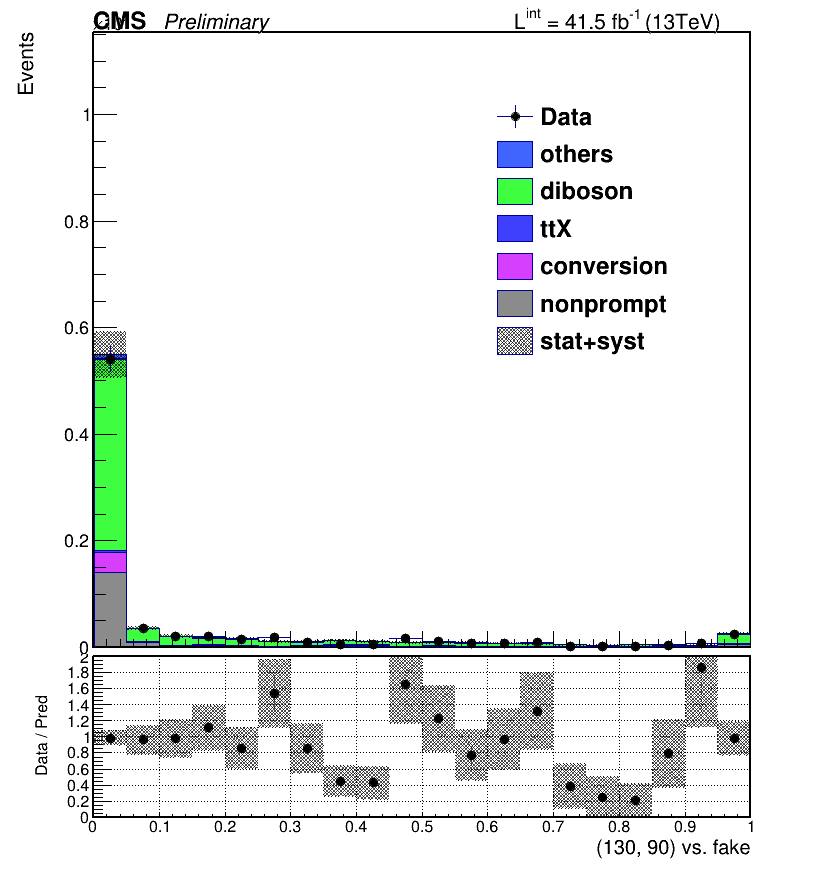 CMS Preliminary L^int = 41.5 fb^-1 (13TeV)
Events
1
0.8
0.6
0.4
0.2
0
Data
others
diboson
ttX
conversion
nonprompt
stat+syst
Data / Pred
2
1.8
1.6
1.4
1.2
1
0.8
0.6
0.4
0.2
0
0 0.1 0.2 0.3 0.4 0.5 0.6 0.7 0.8 0.9 1
(130, 90) vs. fake